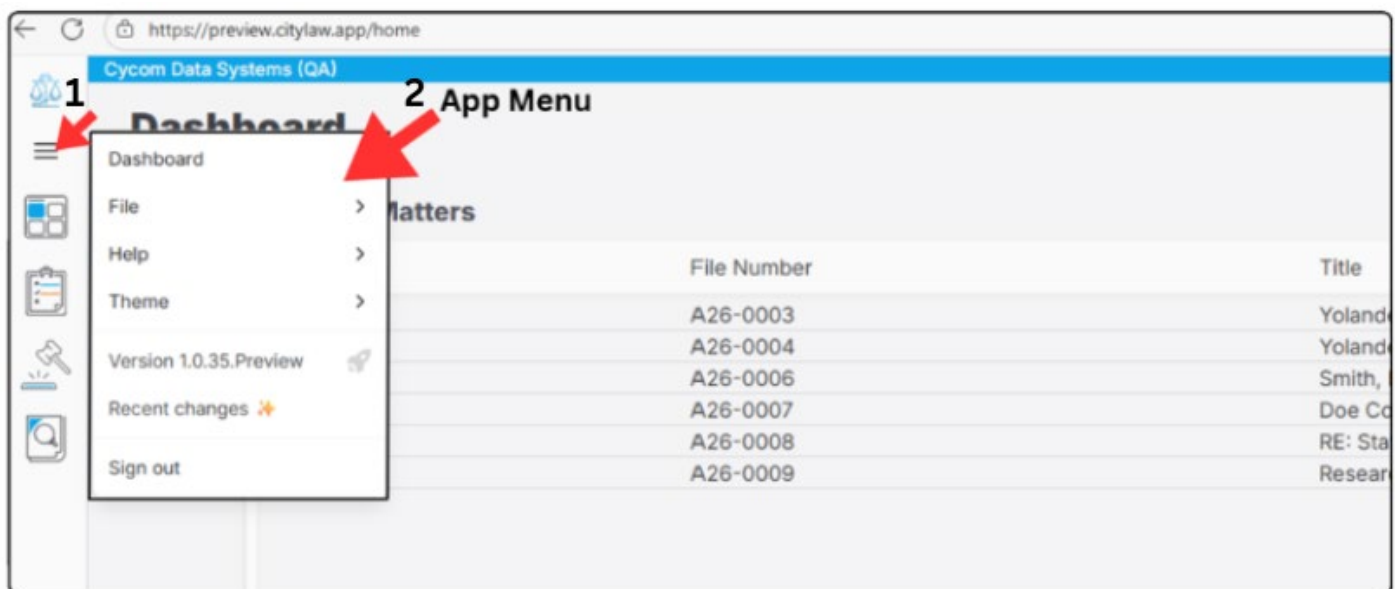 https://preview.citylaw.app/home
Cycom Data Systems (QA)
1
2 App Menu
Dashboard
Dashboard
File
Help
Theme
Version 1.0.35.Preview
Recent changes ✨
Sign out
Matters
File Number Title
A26-0003 Yoland
A26-0004 Yoland
A26-0006 Smith,
A26-0007 Doe Co
A26-0008 RE: Sta
A26-0009 Resear